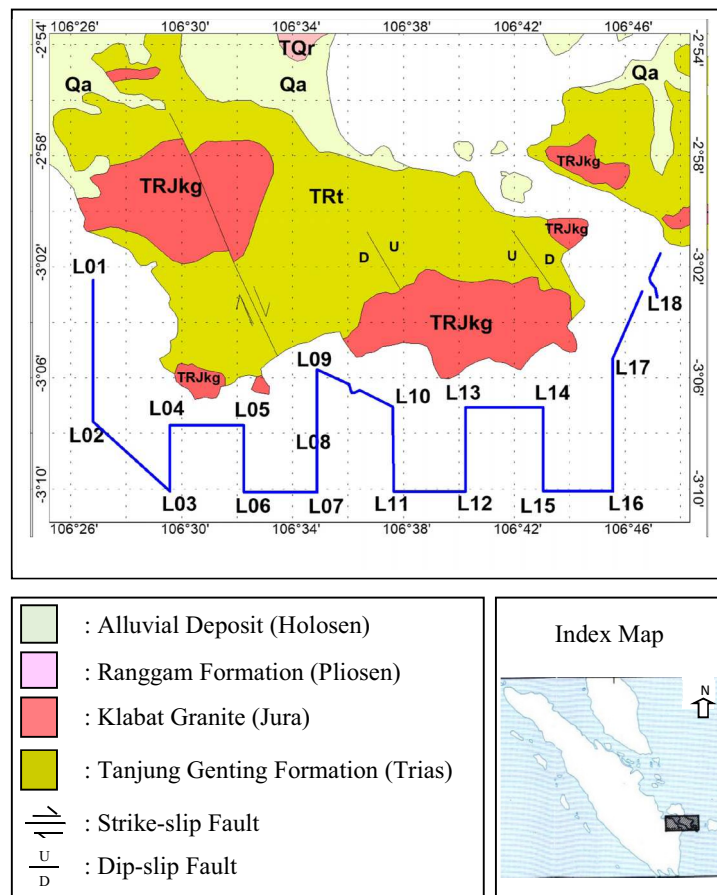 106°26' 106°30' 106°34' 106°38' 106°42' 106°46'
-2°54' -2°54'
TQr
Qa Qa Qa
-2°58' -2°58'
TRJkg TRt TRJkg
TRJkg
U U
D D
-3°02' -3°02'
L01
L18
TRJkg
L17
-3°06' -3°06'
TRJkg L09
L04 L05 L10 L13 L14
L02 L08
-3°10' -3°10'
L03 L06 L07 L11 L12 L15 L16
106°26' 106°30' 106°34' 106°38' 106°42' 106°46'
: Alluvial Deposit (Holosen)
: Ranggam Formation (Pliosen)
: Klabat Granite (Jura)
: Tanjung Genting Formation (Trias)
: Strike-slip Fault
U
D
: Dip-slip Fault
Index Map
N